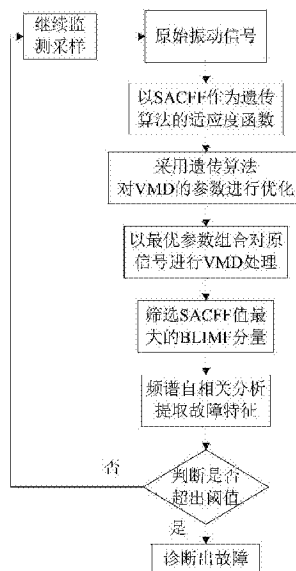 继续监
测采样
原始振动信号
以SACFF作为遗传
算法的适应度函数
采用遗传算法
对VMD的参数进行优化
以最优参数组合对原
信号进行VMD处理
筛选SACFF值最
大的BLIMF分量
频谱自相关分析
提取故障特征
否
判断是否
超出阈值
是
诊断出故障